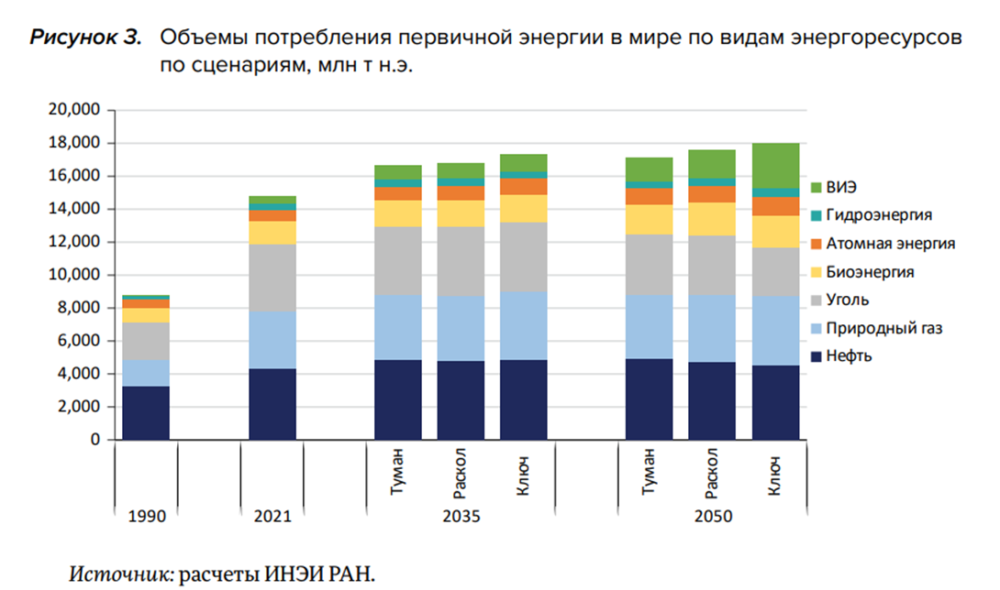 Рисунок 3. Объемы потребления первичной энергии в мире по видам энергоресурсов
по сценариям, млн т н.э.
20,000
18,000
16,000
14,000
12,000
10,000
8,000
6,000
4,000
2,000
0
ВИЭ
Гидроэнергия
Атомная энергия
Биоэнергия
Уголь
Природный газ
Нефть
Туман
Раскол
Ключ
Туман
Раскол
Ключ
1990
2021
2035
2050
Источник: расчеты ИНЭИ РАН.